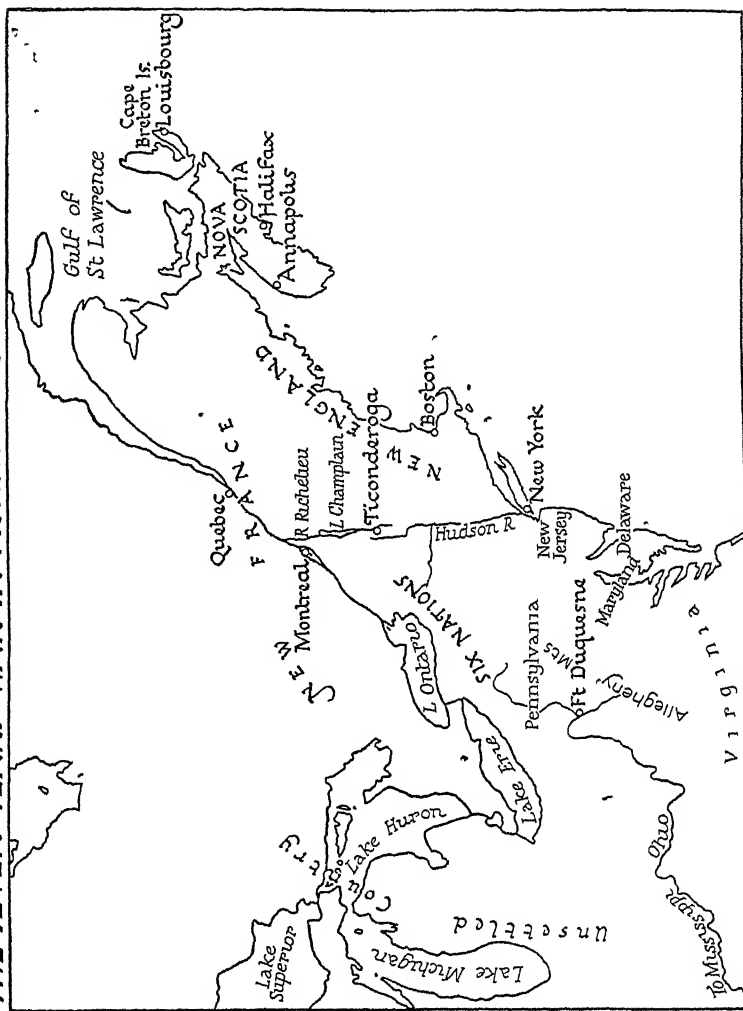 Gulf of
St Lawrence
Cape
Breton Is.
Louisbourg
NOVA
SCOTIA
Halifax
Annapolis
Quebec
NEW FRANCE
Montreal
R Richelieu
L Champlain
Ticonderoga
NEW ENGLAND
Boston
Hudson R
New York
New
Jersey
Delaware
Maryland
SIX NATIONS
L Ontario
Lake Erie
Lake Huron
Lake
Superior
Lake Michigan
Unsettled Country
Pennsylvania
Ft Duquesne
Allegheny Mts
Virginia
Ohio
To Mississippi